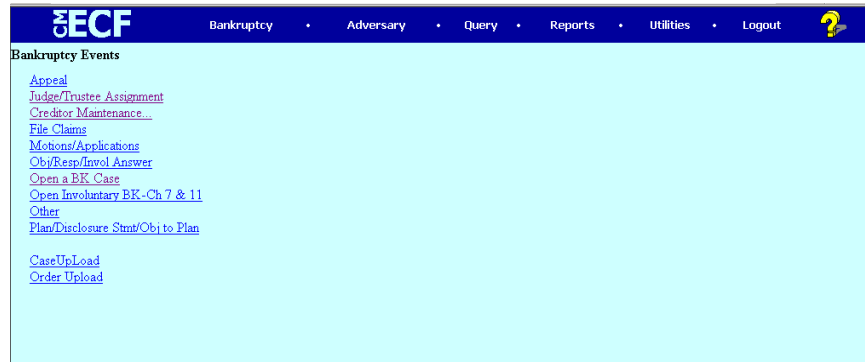 CM ECF Bankruptcy • Adversary • Query • Reports • Utilities • Logout ?
Bankruptcy Events
Appeal
Judge/Trustee Assignment
Creditor Maintenance...
File Claims
Motions/Applications
Obj/Resp/Invol Answer
Open a BK Case
Open Involuntary BK-Ch 7 & 11
Other
Plan/Disclosure Stmt/Obj to Plan
CaseUpLoad
Order Upload